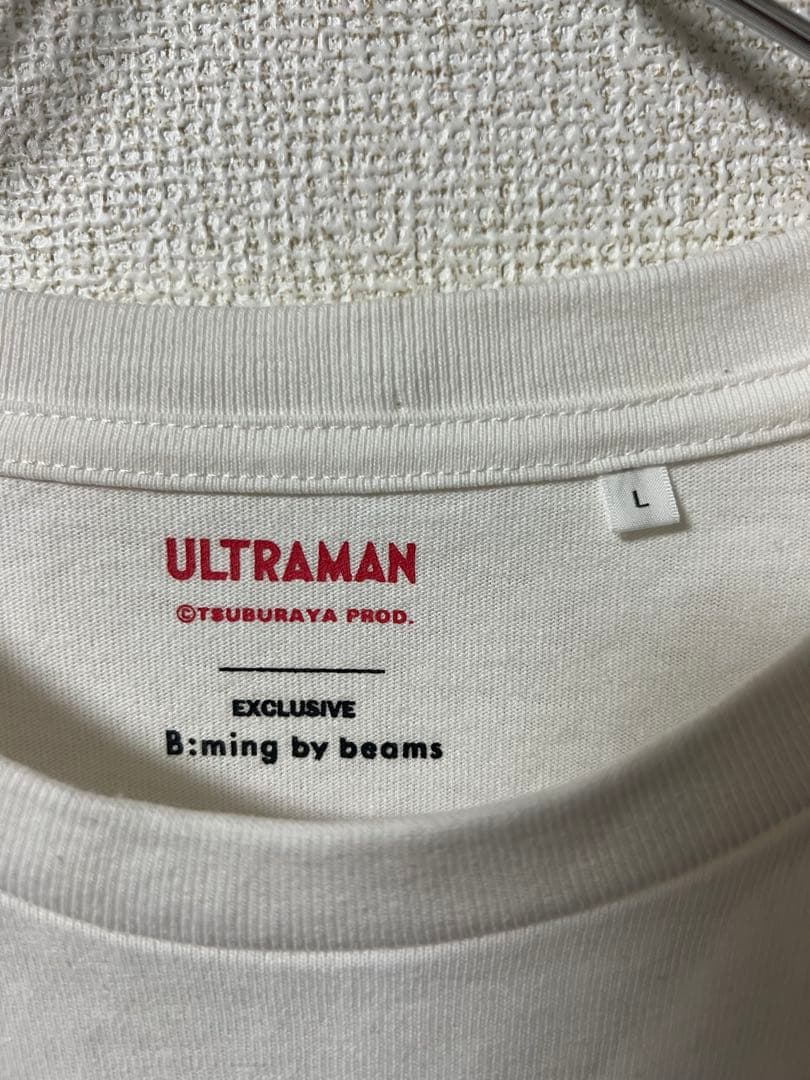 L
ULTRAMAN
©TSUBURAYA PROD.
EXCLUSIVE
B:ming by beams